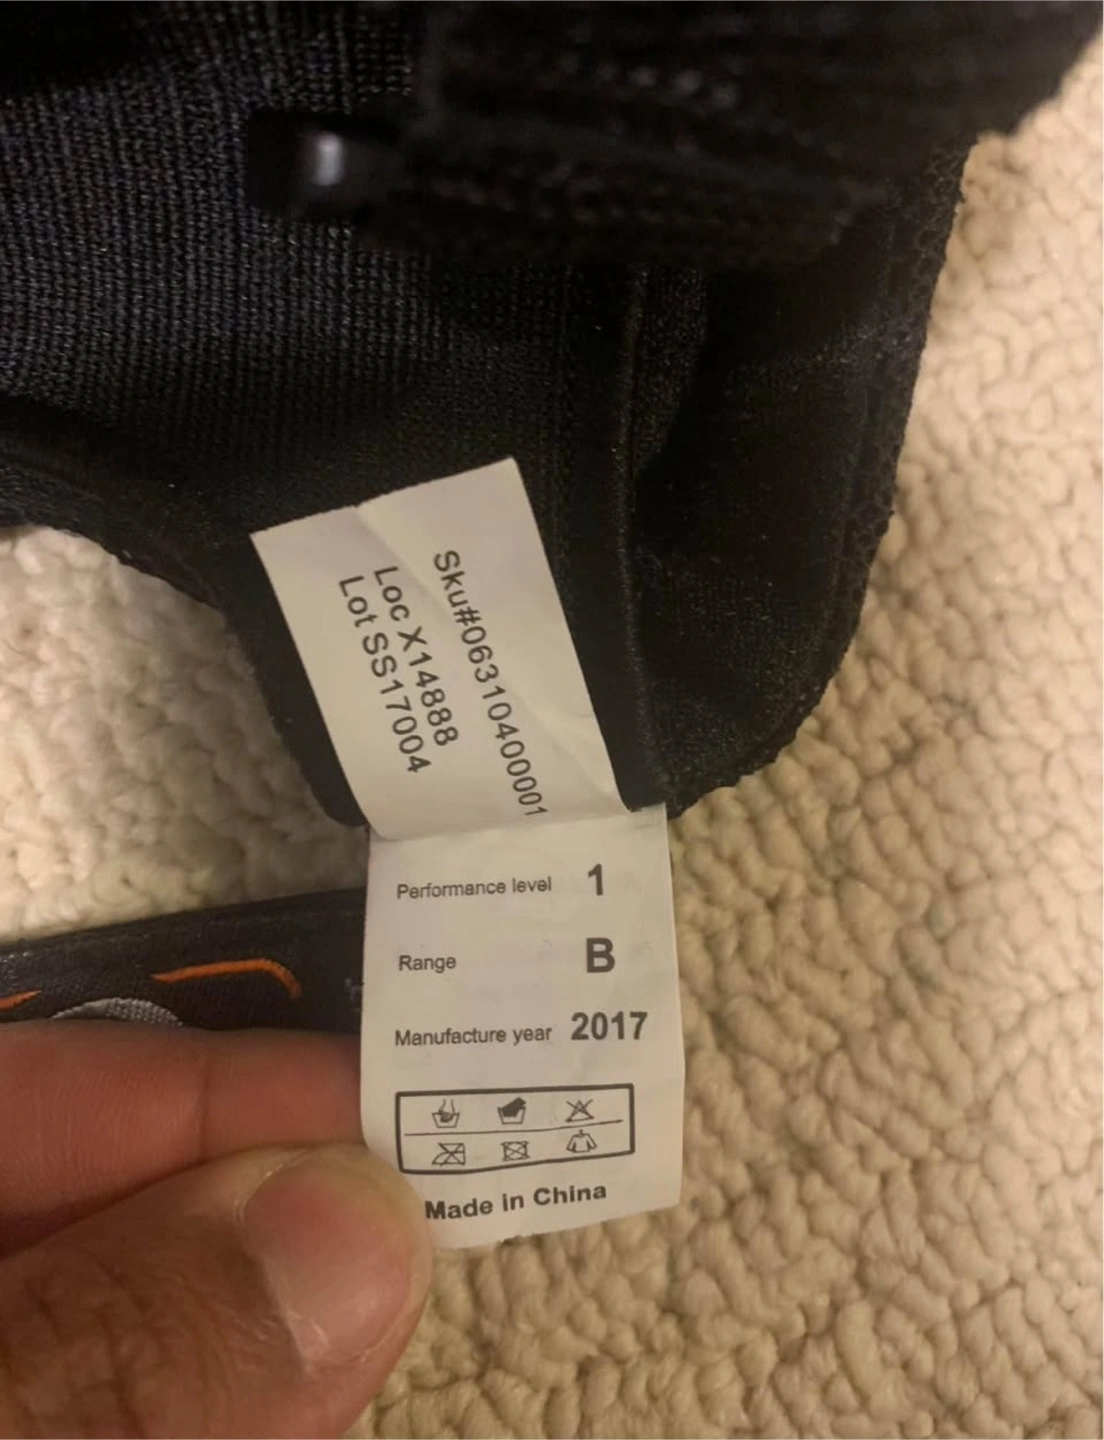 Sku#06310400001
Loc X14888
Lot SS17004
Performance level 1
Range B
Manufacture year 2017
Made in China